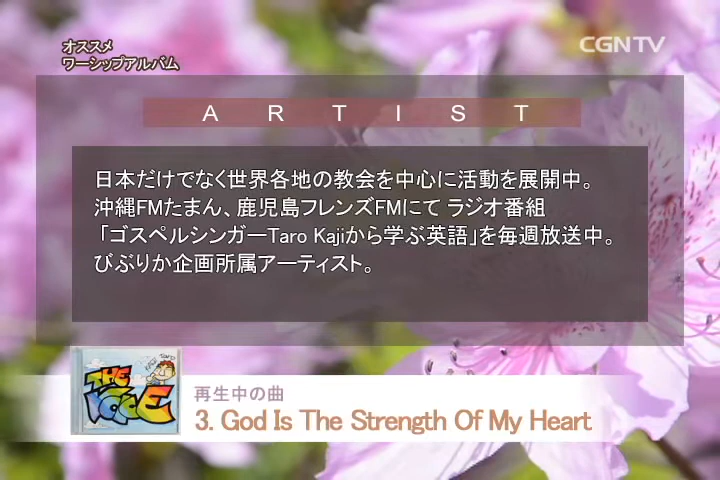 オススメ
ワーシップアルバム
CGNTV
ARTIST
日本だけでなく世界各地の教会を中心に活動を展開中。
沖縄FMたまん、鹿児島フレンズFMにて ラジオ番組
「ゴスペルシンガーTaro Kajiから学ぶ英語」を毎週放送中。
びぶりか企画所属アーティスト。
THE
再生中の曲
3. God Is The Strength Of My Heart